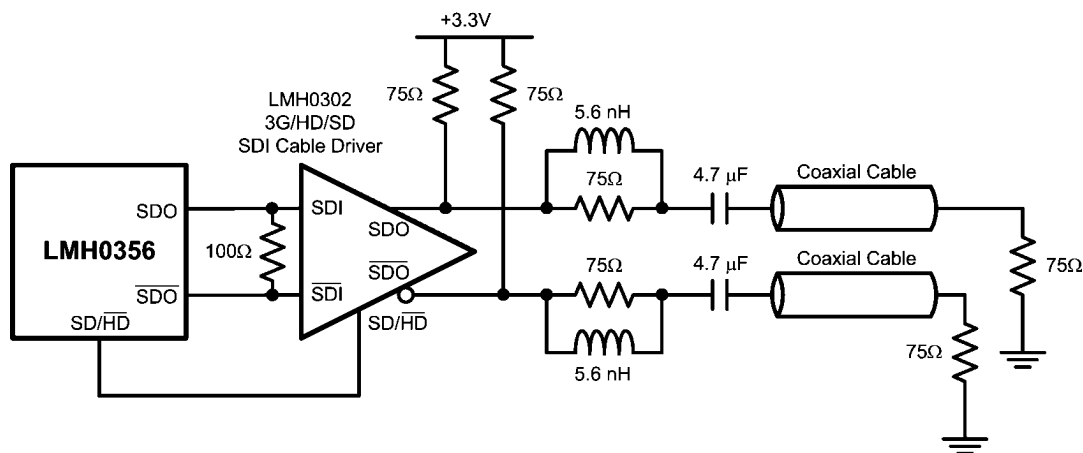 +3.3V
75Ω
75Ω
LMH0302
3G/HD/SD
SDI Cable Driver
5.6 nH
75Ω
4.7 μF
Coaxial Cable
LMH0356
SDO
SDO
SD/HD
100Ω
SDI
SDI
SDO
SDO
SD/HD
75Ω
5.6 nH
4.7 μF
Coaxial Cable
75Ω
75Ω